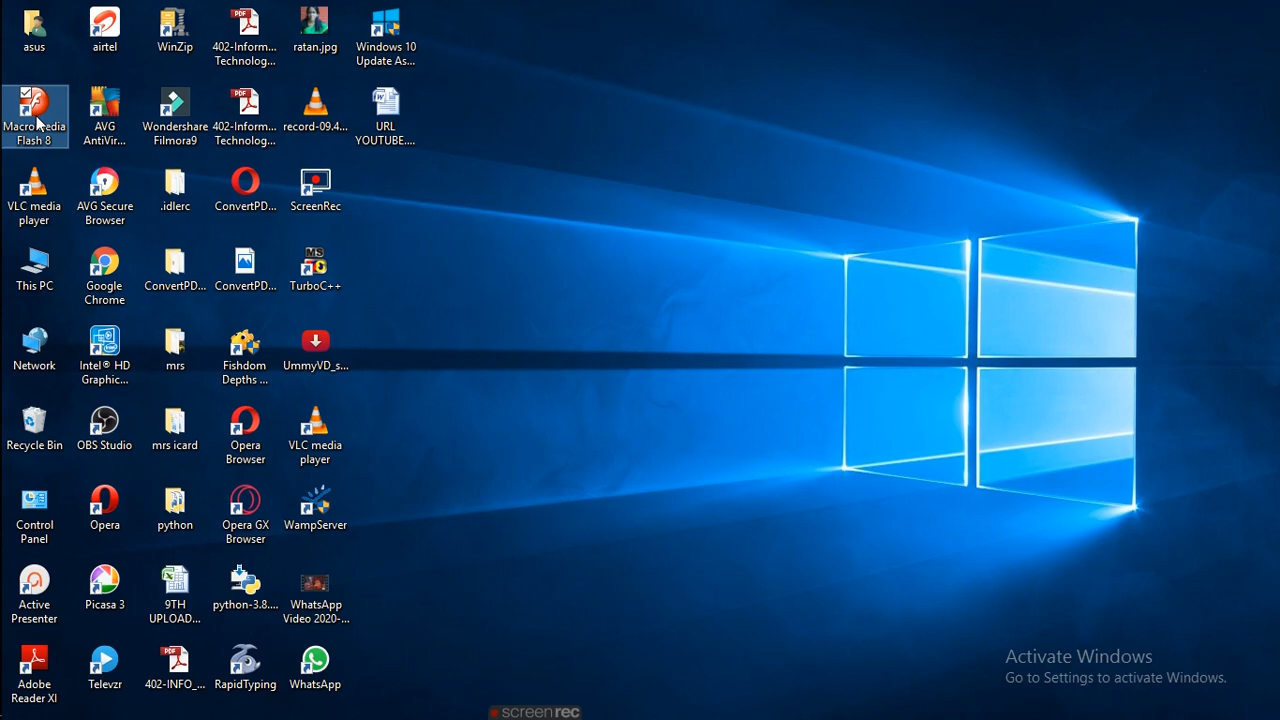 asus
airtel
WinZip
402-Inform...
Technolog...
ratan.jpg
Windows 10
Update As...
Macromedia
Flash 8
AVG
AntiVir...
Wondershare
Filmora9
402-Inform...
Technolog...
record-09.4...
URL
YOUTUBE....
VLC media
player
AVG Secure
Browser
.idlerc
ConvertPD...
ScreenRec
This PC
Google
Chrome
ConvertPD...
ConvertPD...
MS
TurboC++
Network
Intel® HD
Graphic...
mrs
Fishdom
Depths ...
UmmyVD_s...
Recycle Bin
OBS Studio
mrs icard
Opera
Browser
VLC media
player
Control
Panel
Opera
python
Opera GX
Browser
WampServer
Active
Presenter
Picasa 3
9TH
UPLOAD...
python-3.8....
WhatsApp
Video 2020-...
Adobe
Reader XI
Televzr
402-INFO_...
RapidTyping
WhatsApp
Activate Windows
Go to Settings to activate Windows.
screenrec